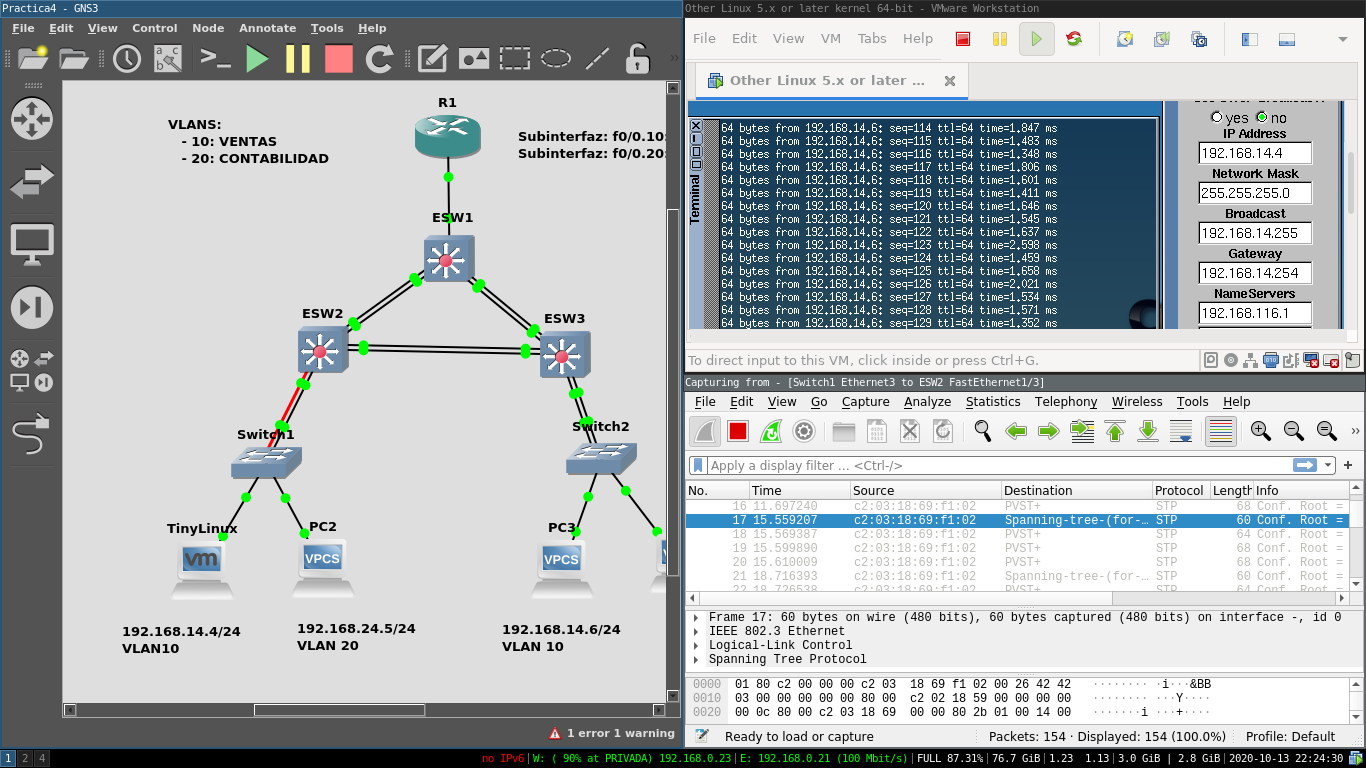 Practica4 - GNS3
File Edit View Control Node Annotate Tools Help
R1
VLANS:
- 10: VENTAS
- 20: CONTABILIDAD
Subinterfaz: f0/0.10:
Subinterfaz: f0/0.20:
ESW1
ESW2
ESW3
Switch1
Switch2
TinyLinux
PC2
PC3
vm
VPCS
VPCS
192.168.14.4/24
VLAN10
192.168.24.5/24
VLAN 20
192.168.14.6/24
VLAN 10
1 error 1 warning
Other Linux 5.x or later kernel 64-bit - VMware Workstation
File Edit View VM Tabs Help
Other Linux 5.x or later ...
Terminal
64 bytes from 192.168.14.6: seq=114 ttl=64 time=1.847 ms
64 bytes from 192.168.14.6: seq=115 ttl=64 time=1.483 ms
64 bytes from 192.168.14.6: seq=116 ttl=64 time=1.348 ms
64 bytes from 192.168.14.6: seq=117 ttl=64 time=1.806 ms
64 bytes from 192.168.14.6: seq=118 ttl=64 time=1.601 ms
64 bytes from 192.168.14.6: seq=119 ttl=64 time=1.411 ms
64 bytes from 192.168.14.6: seq=120 ttl=64 time=1.646 ms
64 bytes from 192.168.14.6: seq=121 ttl=64 time=1.545 ms
64 bytes from 192.168.14.6: seq=122 ttl=64 time=1.637 ms
64 bytes from 192.168.14.6: seq=123 ttl=64 time=2.598 ms
64 bytes from 192.168.14.6: seq=124 ttl=64 time=1.459 ms
64 bytes from 192.168.14.6: seq=125 ttl=64 time=1.658 ms
64 bytes from 192.168.14.6: seq=126 ttl=64 time=2.021 ms
64 bytes from 192.168.14.6: seq=127 ttl=64 time=1.534 ms
64 bytes from 192.168.14.6: seq=128 ttl=64 time=1.571 ms
64 bytes from 192.168.14.6: seq=129 ttl=64 time=1.352 ms
yes no
IP Address
192.168.14.4
Network Mask
255.255.255.0
Broadcast
192.168.14.255
Gateway
192.168.14.254
NameServers
192.168.116.1
To direct input to this VM, click inside or press Ctrl+G.
Capturing from - [Switch1 Ethernet3 to ESW2 FastEthernet1/3]
File Edit View Go Capture Analyze Statistics Telephony Wireless Tools Help
Apply a display filter ... <Ctrl-/>
No. Time Source Destination Protocol Length Info
16 11.697240 c2:03:18:69:f1:02 PVST+ STP 68 Conf. Root =
17 15.559207 c2:03:18:69:f1:02 Spanning-tree-(for-… STP 60 Conf. Root =
18 15.569387 c2:03:18:69:f1:02 PVST+ STP 64 Conf. Root =
19 15.599890 c2:03:18:69:f1:02 PVST+ STP 68 Conf. Root =
20 15.610009 c2:03:18:69:f1:02 PVST+ STP 68 Conf. Root =
21 18.716393 c2:03:18:69:f1:02 Spanning-tree-(for-… STP 60 Conf. Root =
22 18.726538 c2:03:18:69:f1:02 PVST+ STP 64 Conf. Root =
Frame 17: 60 bytes on wire (480 bits), 60 bytes captured (480 bits) on interface -, id 0
IEEE 802.3 Ethernet
Logical-Link Control
Spanning Tree Protocol
0000 01 80 c2 00 00 00 c2 03 18 69 f1 02 00 26 42 42 ········ ·i···&BB
0010 03 00 00 00 00 00 80 00 c2 02 18 59 00 00 00 00 ········ ···Y····
0020 00 0c 80 00 c2 03 18 69 00 00 80 2b 01 00 14 00 ·······i ···+····
Ready to load or capture
Packets: 154 · Displayed: 154 (100.0%)
Profile: Default
1 2 4
no IPv6|W: ( 90% at PRIVADA) 192.168.0.23|E: 192.168.0.21 (100 Mbit/s)|FULL 87.31%|76.7 GiB|1.23 1.13|3.0 GiB | 2.8 GiB|2020-10-13 22:24:30